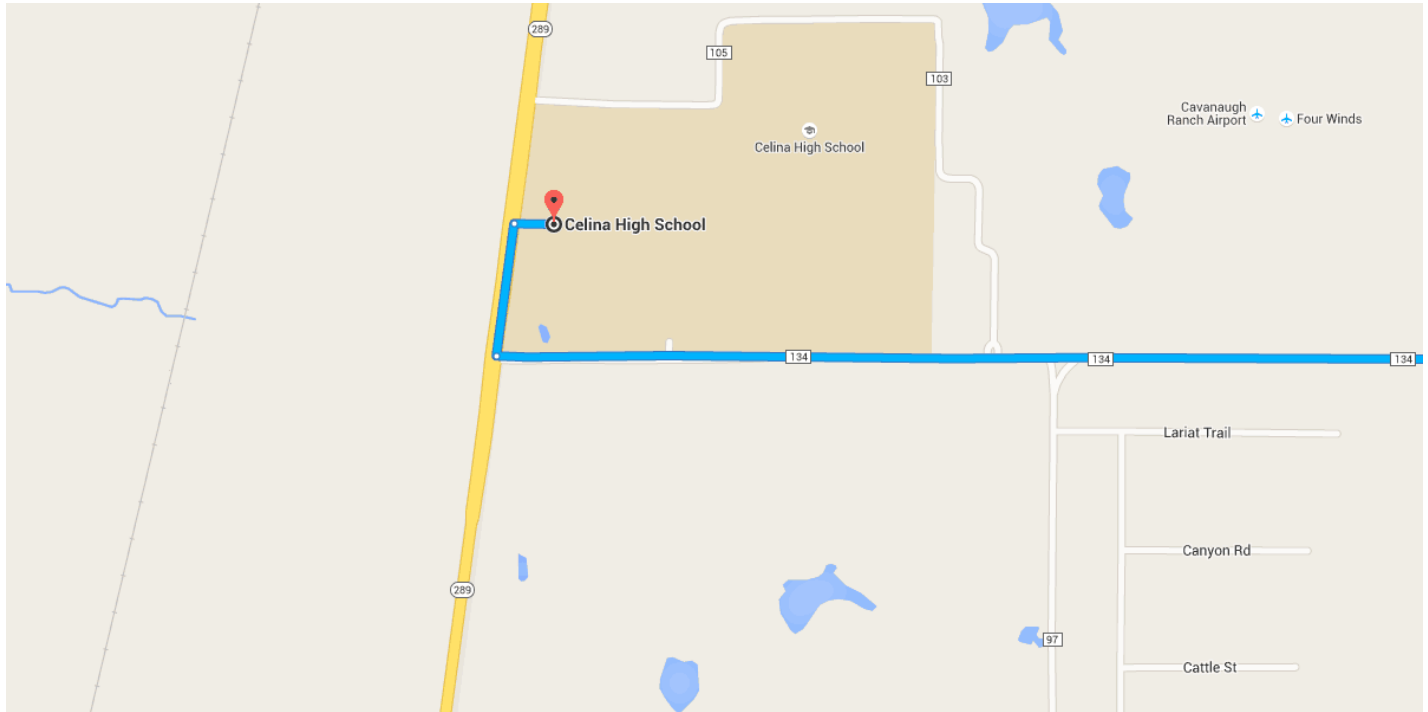 289
105
103
Cavanaugh
Ranch Airport
Four Winds
Celina High School
Celina High School
134
134
134
Lariat Trail
Canyon Rd
289
97
Cattle St